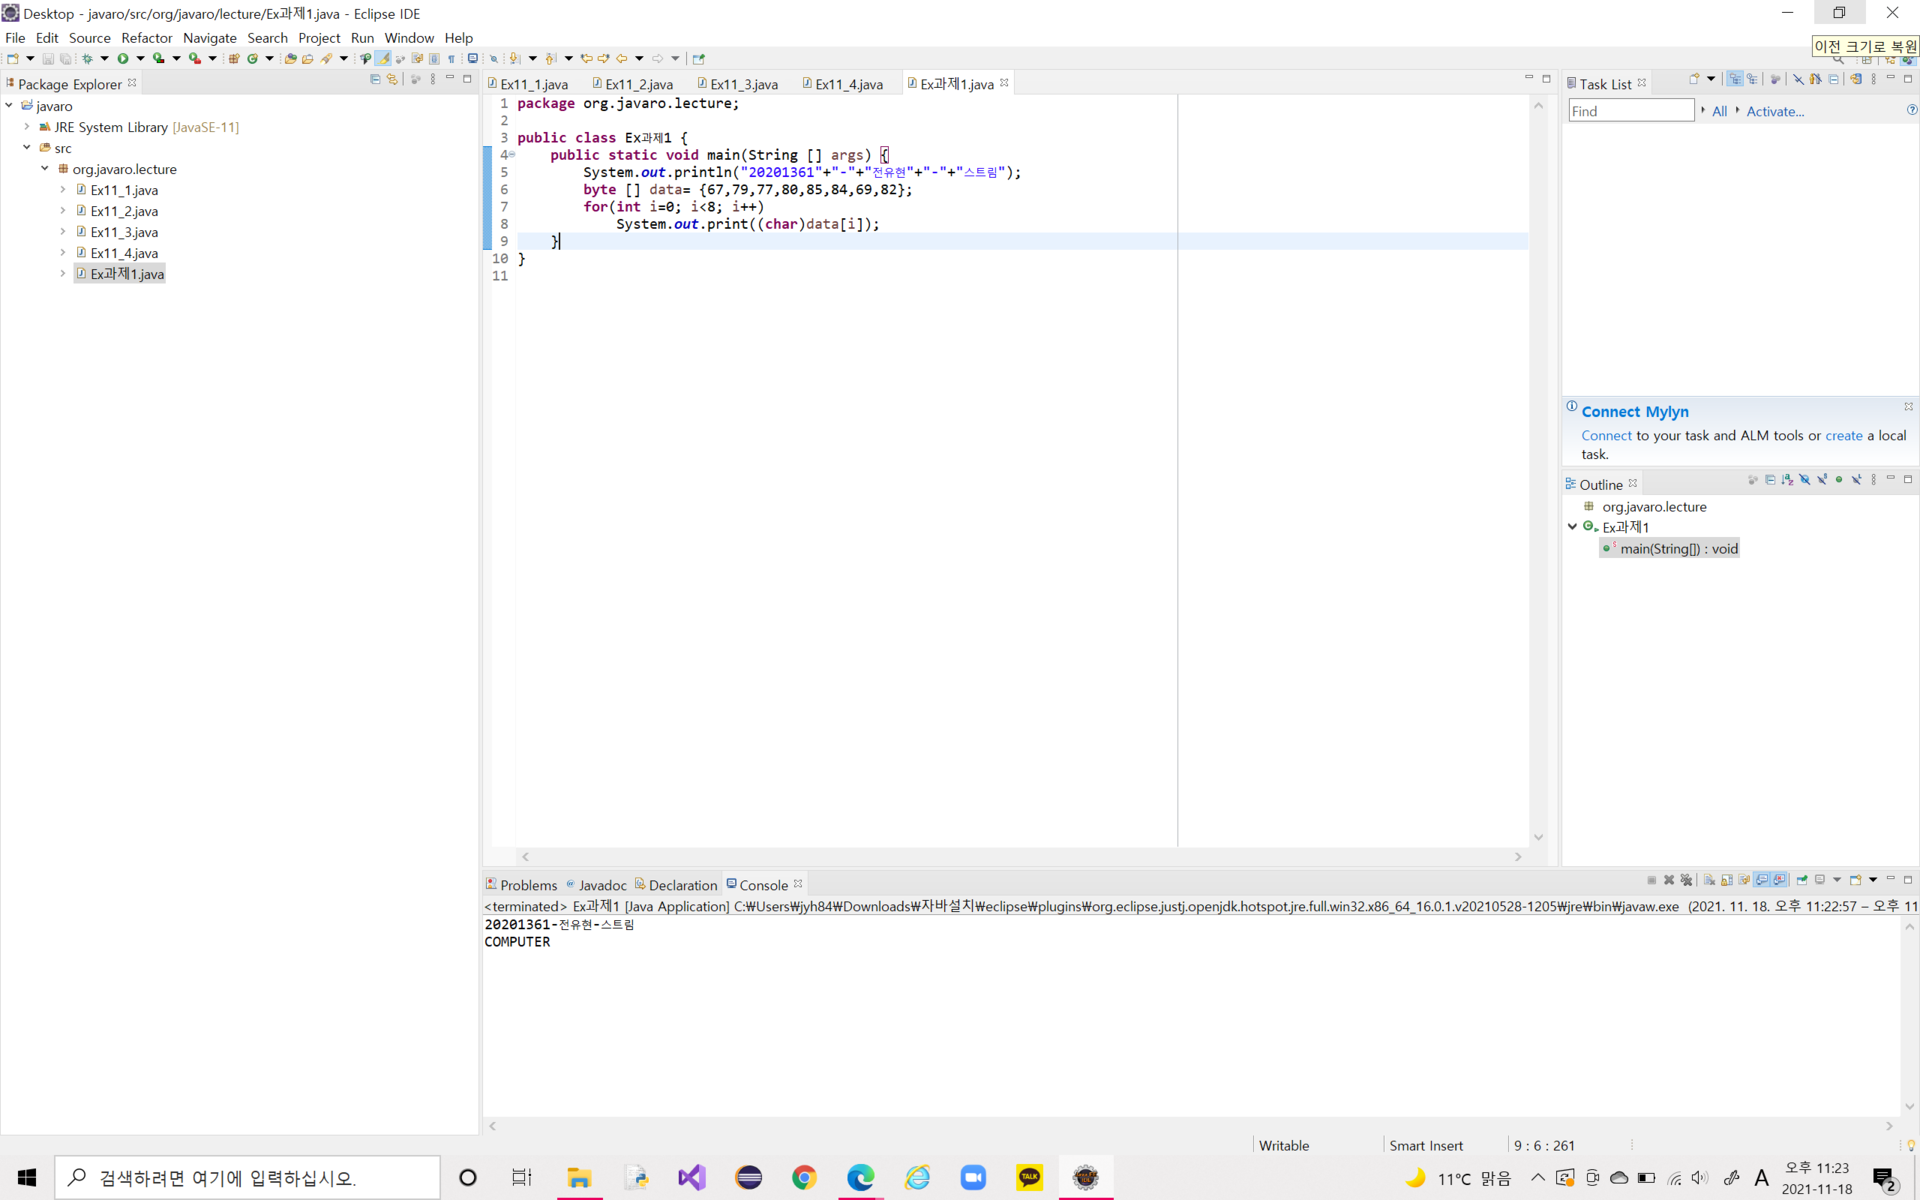 Desktop - javaro/src/org/javaro/lecture/Ex과제1.java - Eclipse IDE
File Edit Source Refactor Navigate Search Project Run Window Help
이전 크기로 복원
Package Explorer
javaro
JRE System Library [JavaSE-11]
src
org.javaro.lecture
Ex11_1.java
Ex11_2.java
Ex11_3.java
Ex11_4.java
Ex과제1.java
Ex11_1.java Ex11_2.java Ex11_3.java Ex11_4.java Ex과제1.java
1 package org.javaro.lecture;
2
3 public class Ex과제1 {
4 public static void main(String [] args) {
5 System.out.println("20201361"+"-"+"전유현"+"-"+"스트림");
6 byte [] data= {67,79,77,80,85,84,69,82};
7 for(int i=0; i<8; i++)
8 System.out.print((char)data[i]);
9 }
10 }
11
Task List
Find All Activate...
Connect Mylyn
Connect to your task and ALM tools or create a local
task.
Outline
org.javaro.lecture
Ex과제1
main(String[]) : void
Problems Javadoc Declaration Console
<terminated> Ex과제1 [Java Application] C:₩Users₩jyh84₩Downloads₩자바설치₩eclipse₩plugins₩org.eclipse.justj.openjdk.hotspot.jre.full.win32.x86_64_16.0.1.v20210528-1205₩jre₩bin₩javaw.exe (2021. 11. 18. 오후 11:22:57 – 오후 11
20201361-전유현-스트림
COMPUTER
Writable Smart Insert 9 : 6 : 261
검색하려면 여기에 입력하십시오.
TALK
11°C 맑음
A
오후 11:23
2021-11-18
2